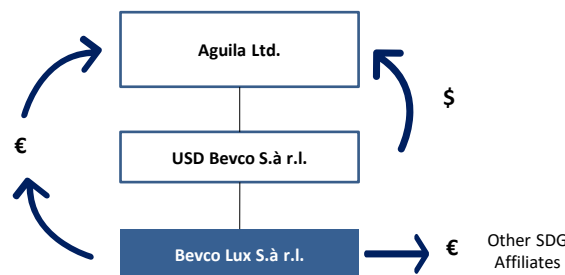 Aguila Ltd.
$
€
USD Bevco S.à r.l.
Bevco Lux S.à r.l.
€
Other SDG
Affiliates